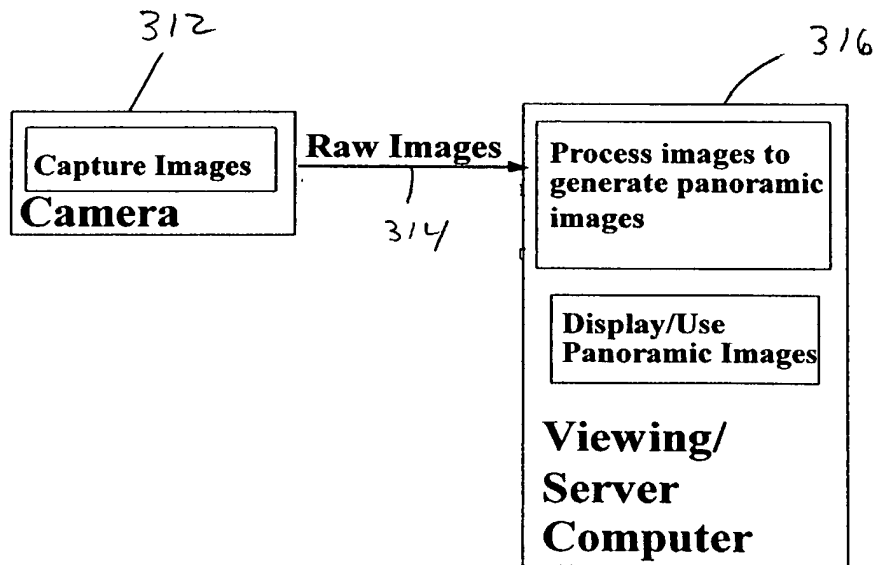 312
316
Capture Images
Camera
Raw Images
314
Process images to
generate panoramic
images
Display/Use
Panoramic Images
Viewing/
Server
Computer